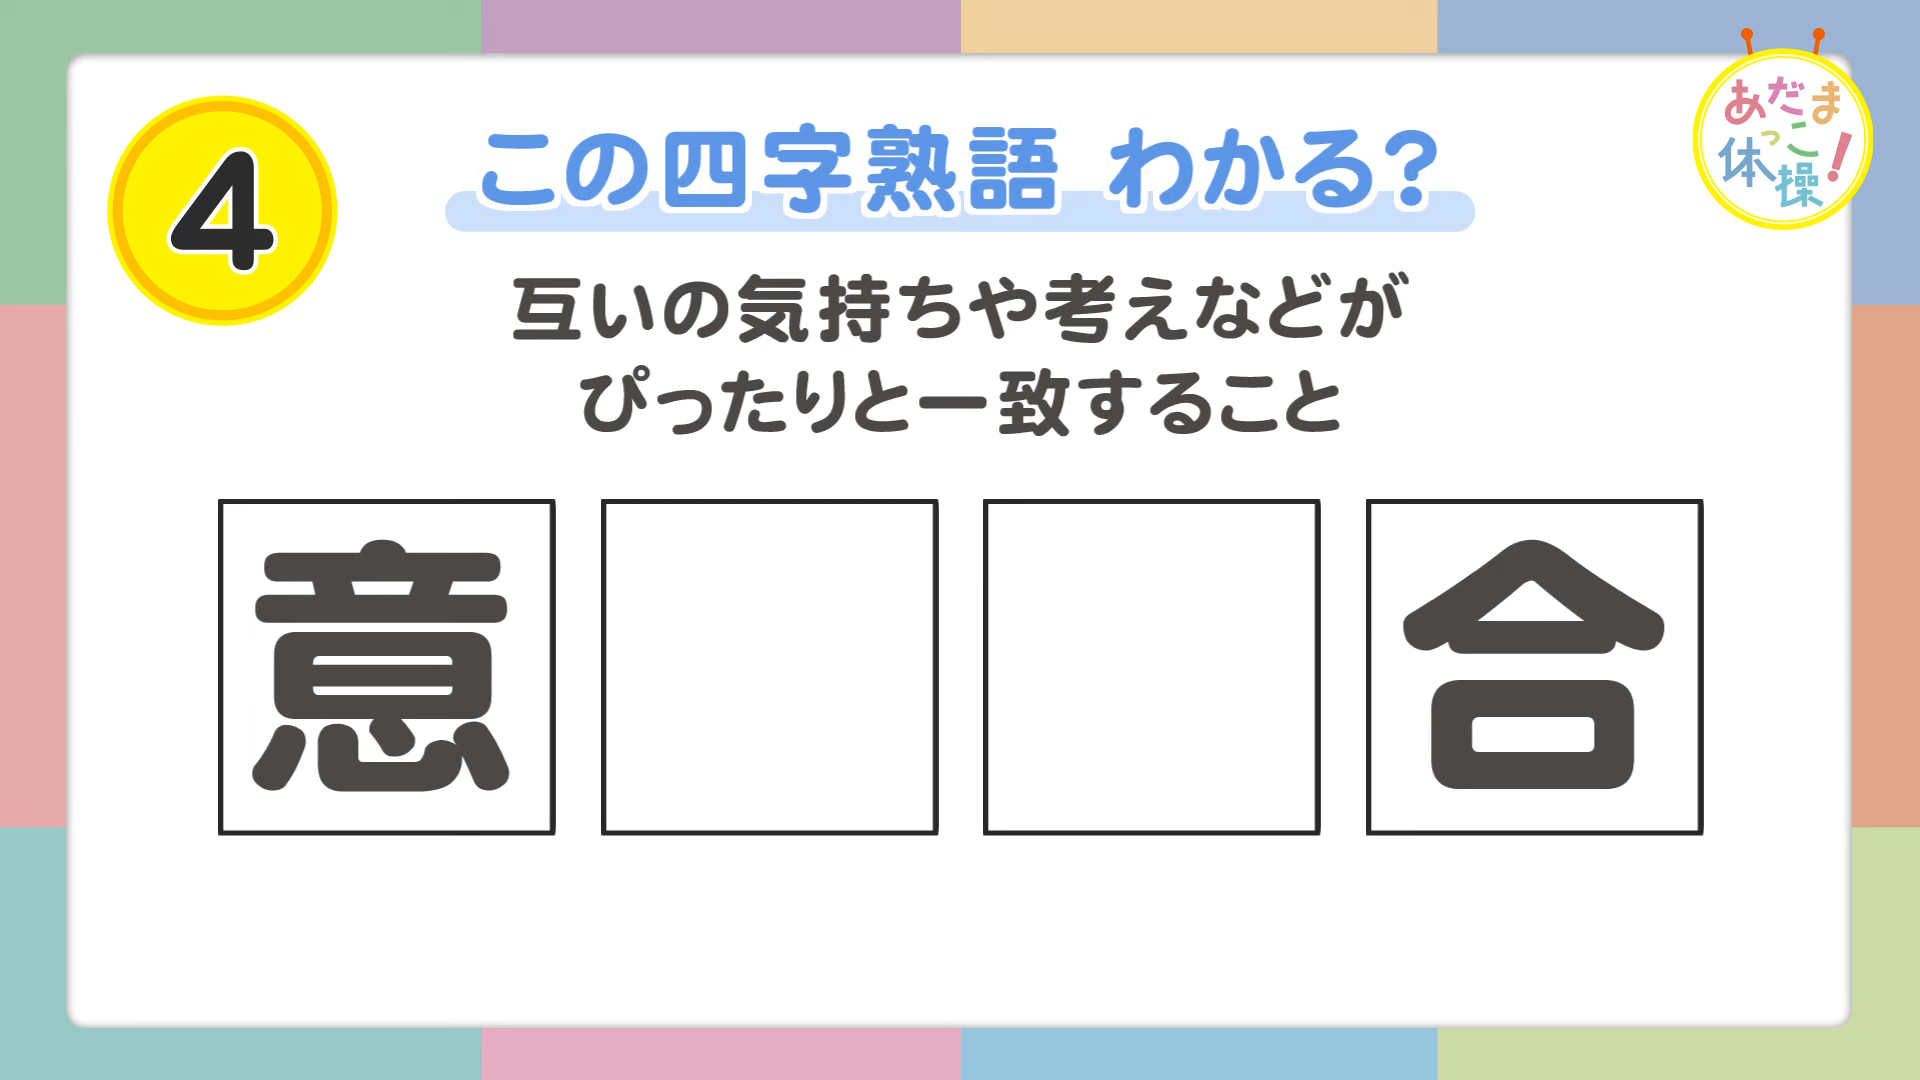 4
この四字熟語 わかる?
あだまっこ
体操!
互いの気持ちや考えなどが
ぴったりと一致すること
意
合